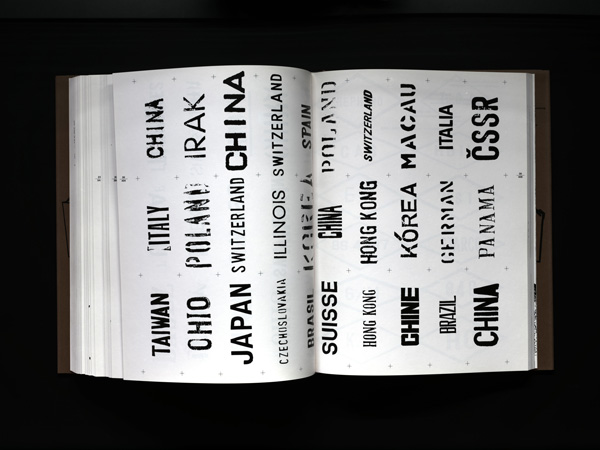 TAIWAN ITALY CHINA
OHIO POLAND IRAK
JAPAN SWITZERLAND CHINA
CZECHOSLOVAKIA ILLINOIS SWITZERLAND
BRASIL KOREA SPAIN
SUISSE CHINA POLAND
HONG KONG HONG KONG SWITZERLAND
CHINE KÓREA MACAU
BRAZIL GERMAN ITALIA
CHINA PANAMA ČSSR